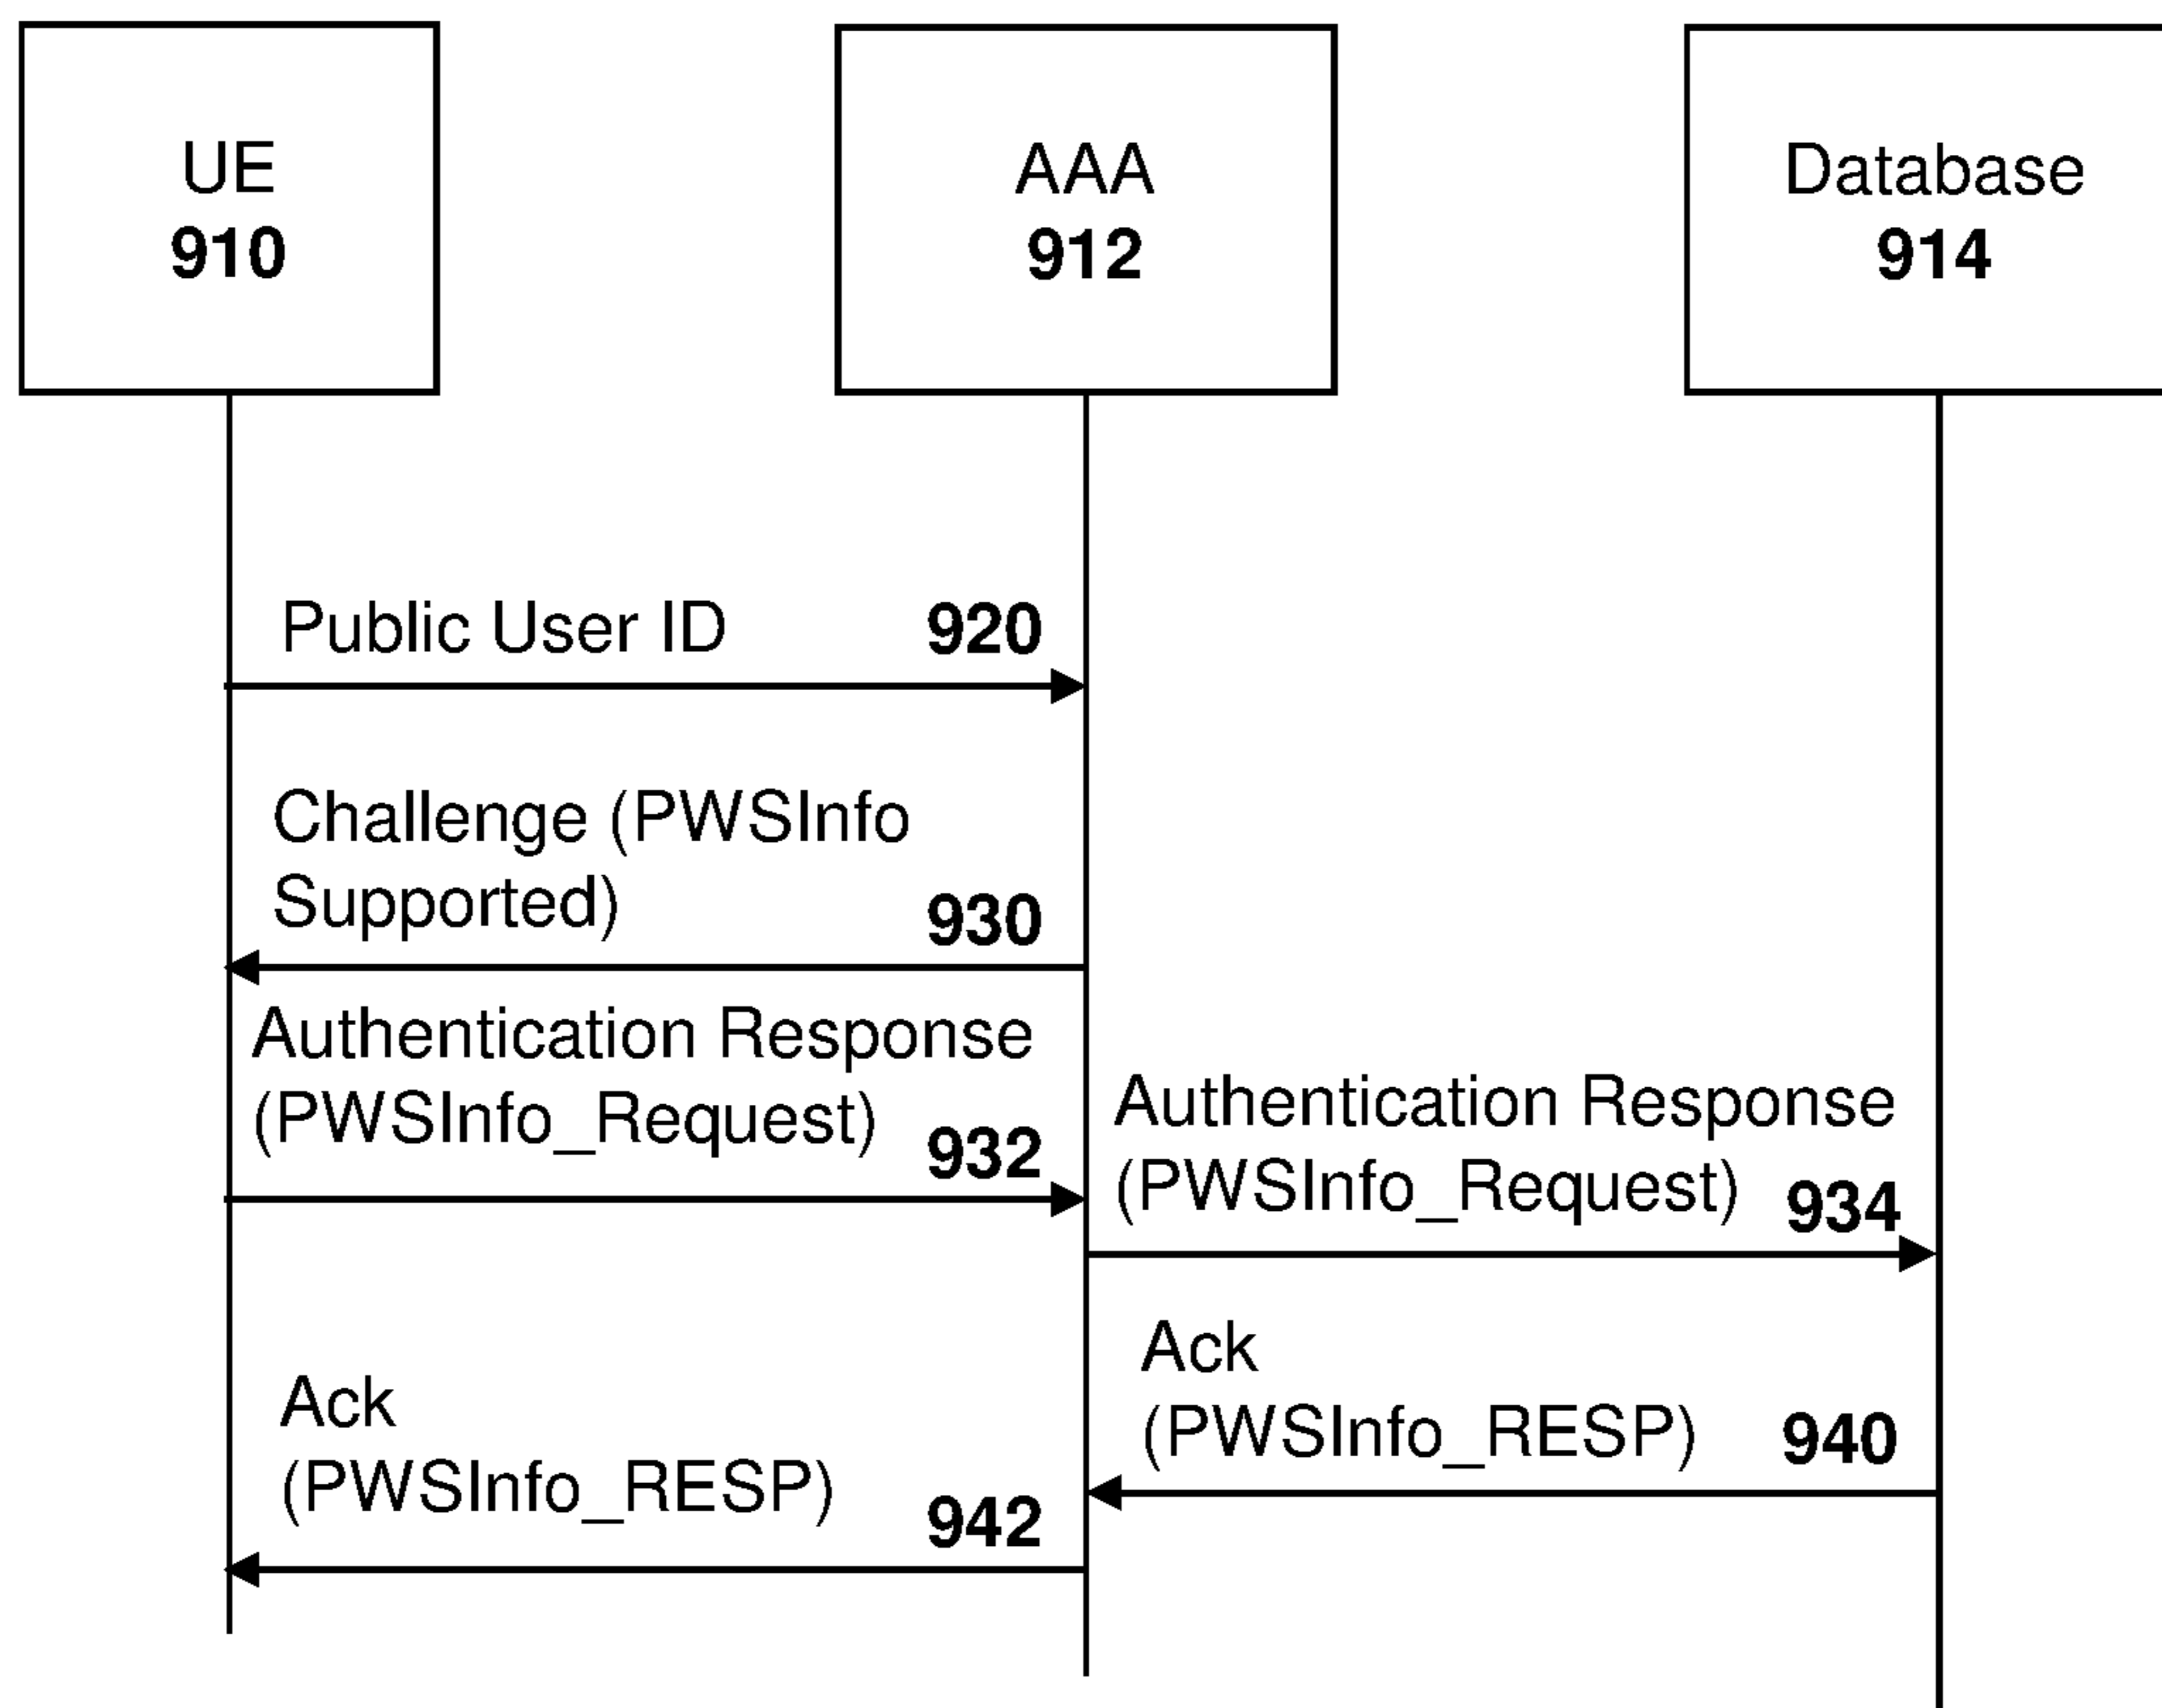 UE
910
AAA
912
Database
914
Public User ID 920
Challenge (PWSInfo
Supported) 930
Authentication Response
(PWSInfo_Request) 932
Authentication Response
(PWSInfo_Request) 934
Ack
(PWSInfo_RESP) 940
Ack
(PWSInfo_RESP) 942